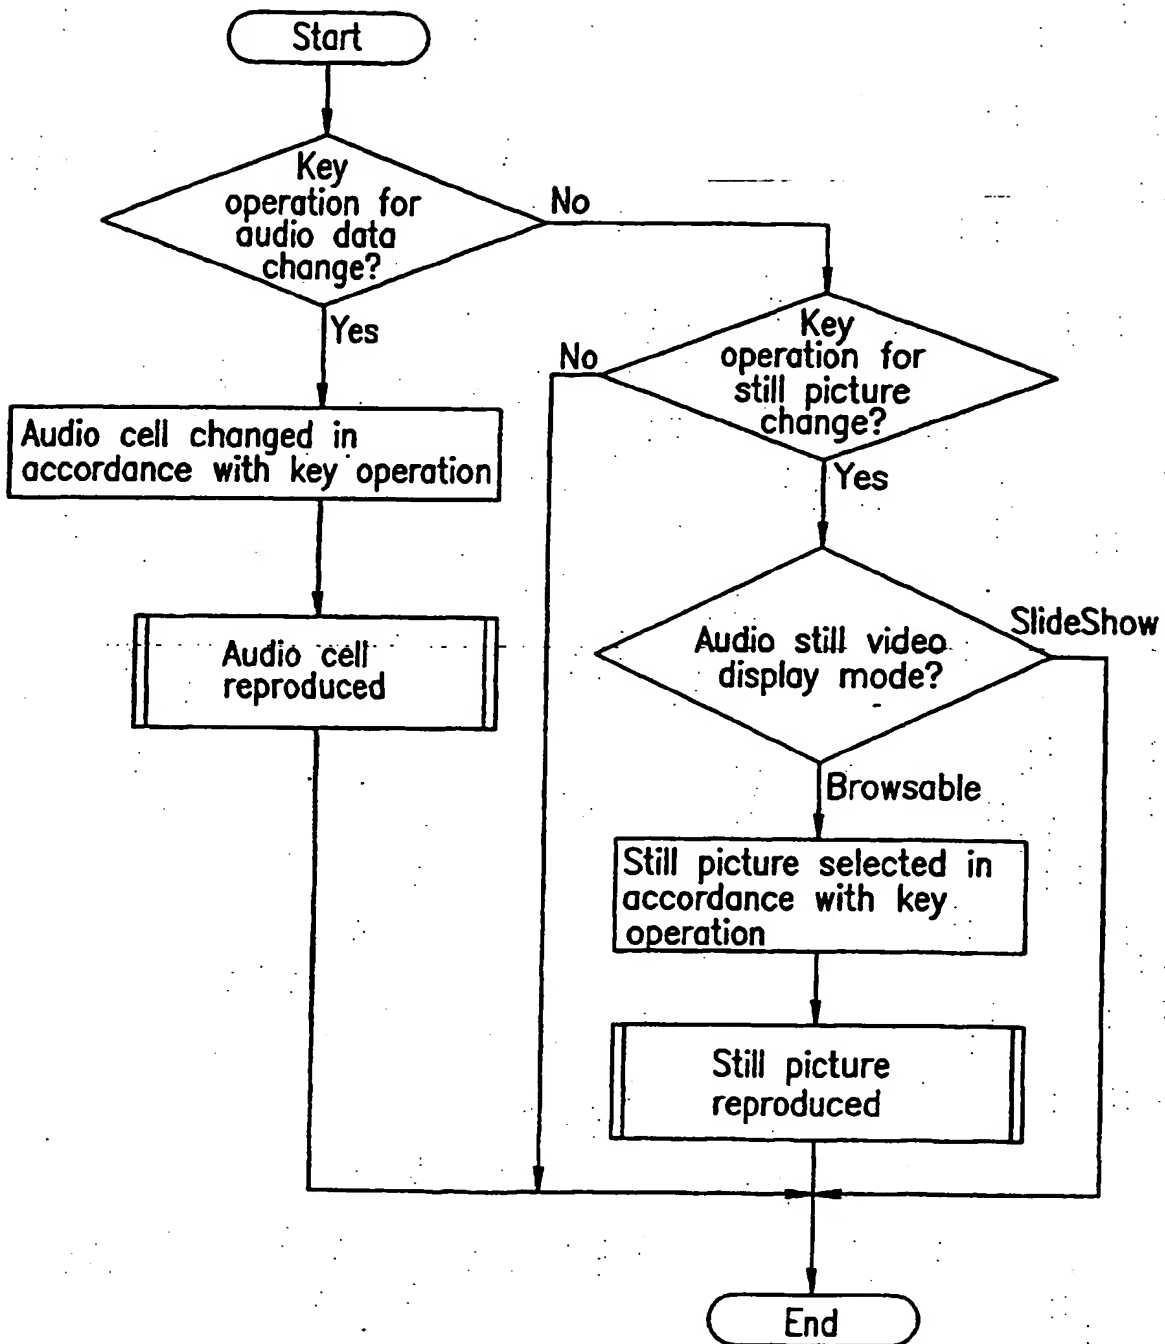 Start
Key
operation for
audio data
change?
No
Yes
Audio cell changed in
accordance with key operation
Audio cell
reproduced
Key
operation for
still picture
change?
No
Yes
Audio still video
display mode?
SlideShow
Browsable
Still picture selected in
accordance with key
operation
Still picture
reproduced
End